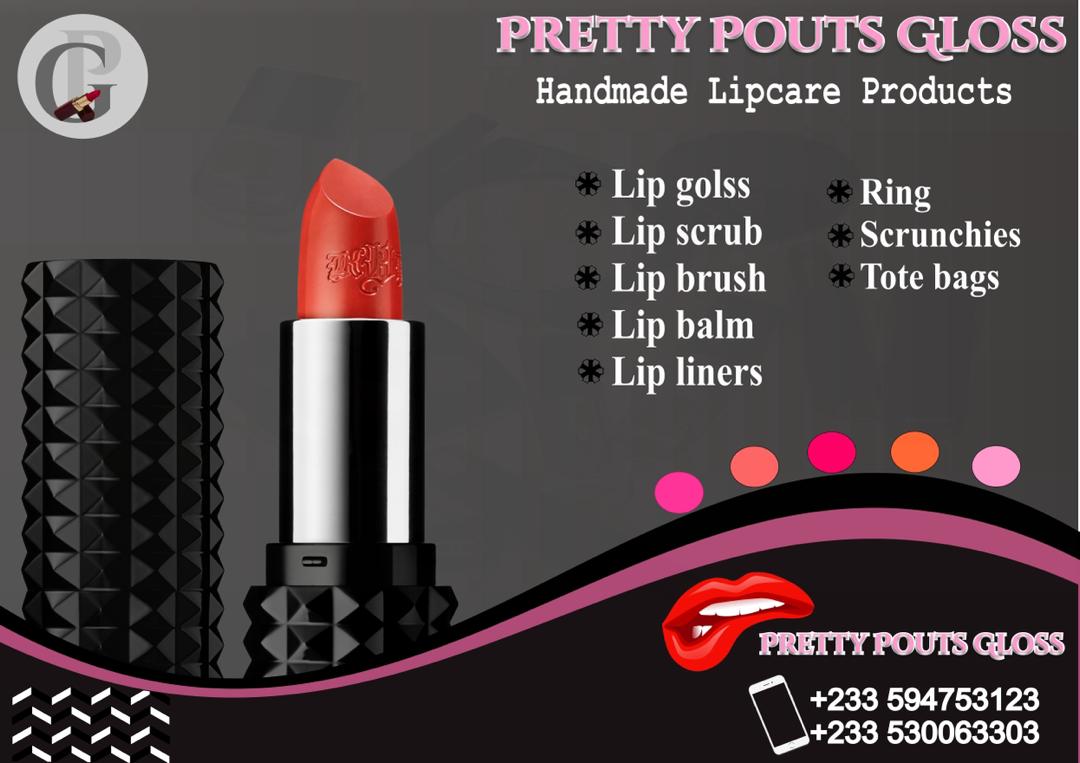 PG
PRETTY POUTS GLOSS
Handmade Lipcare Products
Lip golss
Lip scrub
Lip brush
Lip balm
Lip liners
Ring
Scrunchies
Tote bags
PRETTY POUTS GLOSS
+233 594753123
+233 530063303